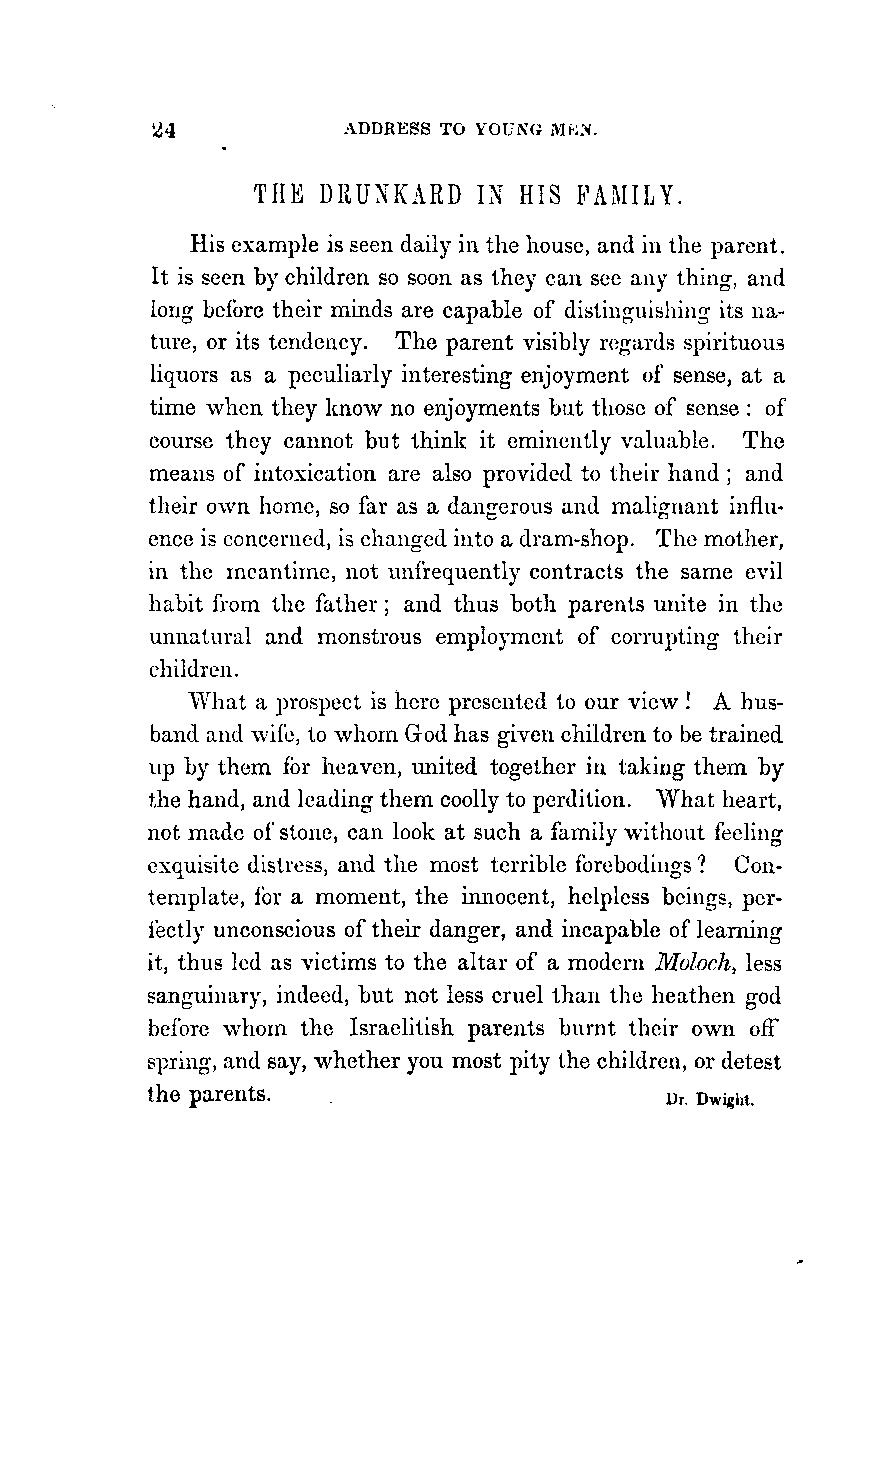 24 ADDRESS TO YOUNG MEN.
THE DRUNKARD IN HIS FAMILY.
His example is seen daily in the house, and in the parent.
It is seen by children so soon as they can see any thing, and
long before their minds are capable of distinguishing its na-
ture, or its tendency. The parent visibly regards spirituous
liquors as a peculiarly interesting enjoyment of sense, at a
time when they know no enjoyments but those of sense : of
course they cannot but think it eminently valuable. The
means of intoxication are also provided to their hand ; and
their own home, so far as a dangerous and malignant influ-
ence is concerned, is changed into a dram-shop. The mother,
in the meantime, not unfrequently contracts the same evil
habit from the father ; and thus both parents unite in the
unnatural and monstrous employment of corrupting their
children.
What a prospect is here presented to our view ! A hus-
band and wife, to whom God has given children to be trained
up by them for heaven, united together in taking them by
the hand, and leading them coolly to perdition. What heart,
not made of stone, can look at such a family without feeling
exquisite distress, and the most terrible forebodings ? Con-
template, for a moment, the innocent, helpless beings, per-
fectly unconscious of their danger, and incapable of learning
it, thus led as victims to the altar of a modern Moloch, less
sanguinary, indeed, but not less cruel than the heathen god
before whom the Israelitish parents burnt their own off
spring, and say, whether you most pity the children, or detest
the parents. Dr. Dwight.